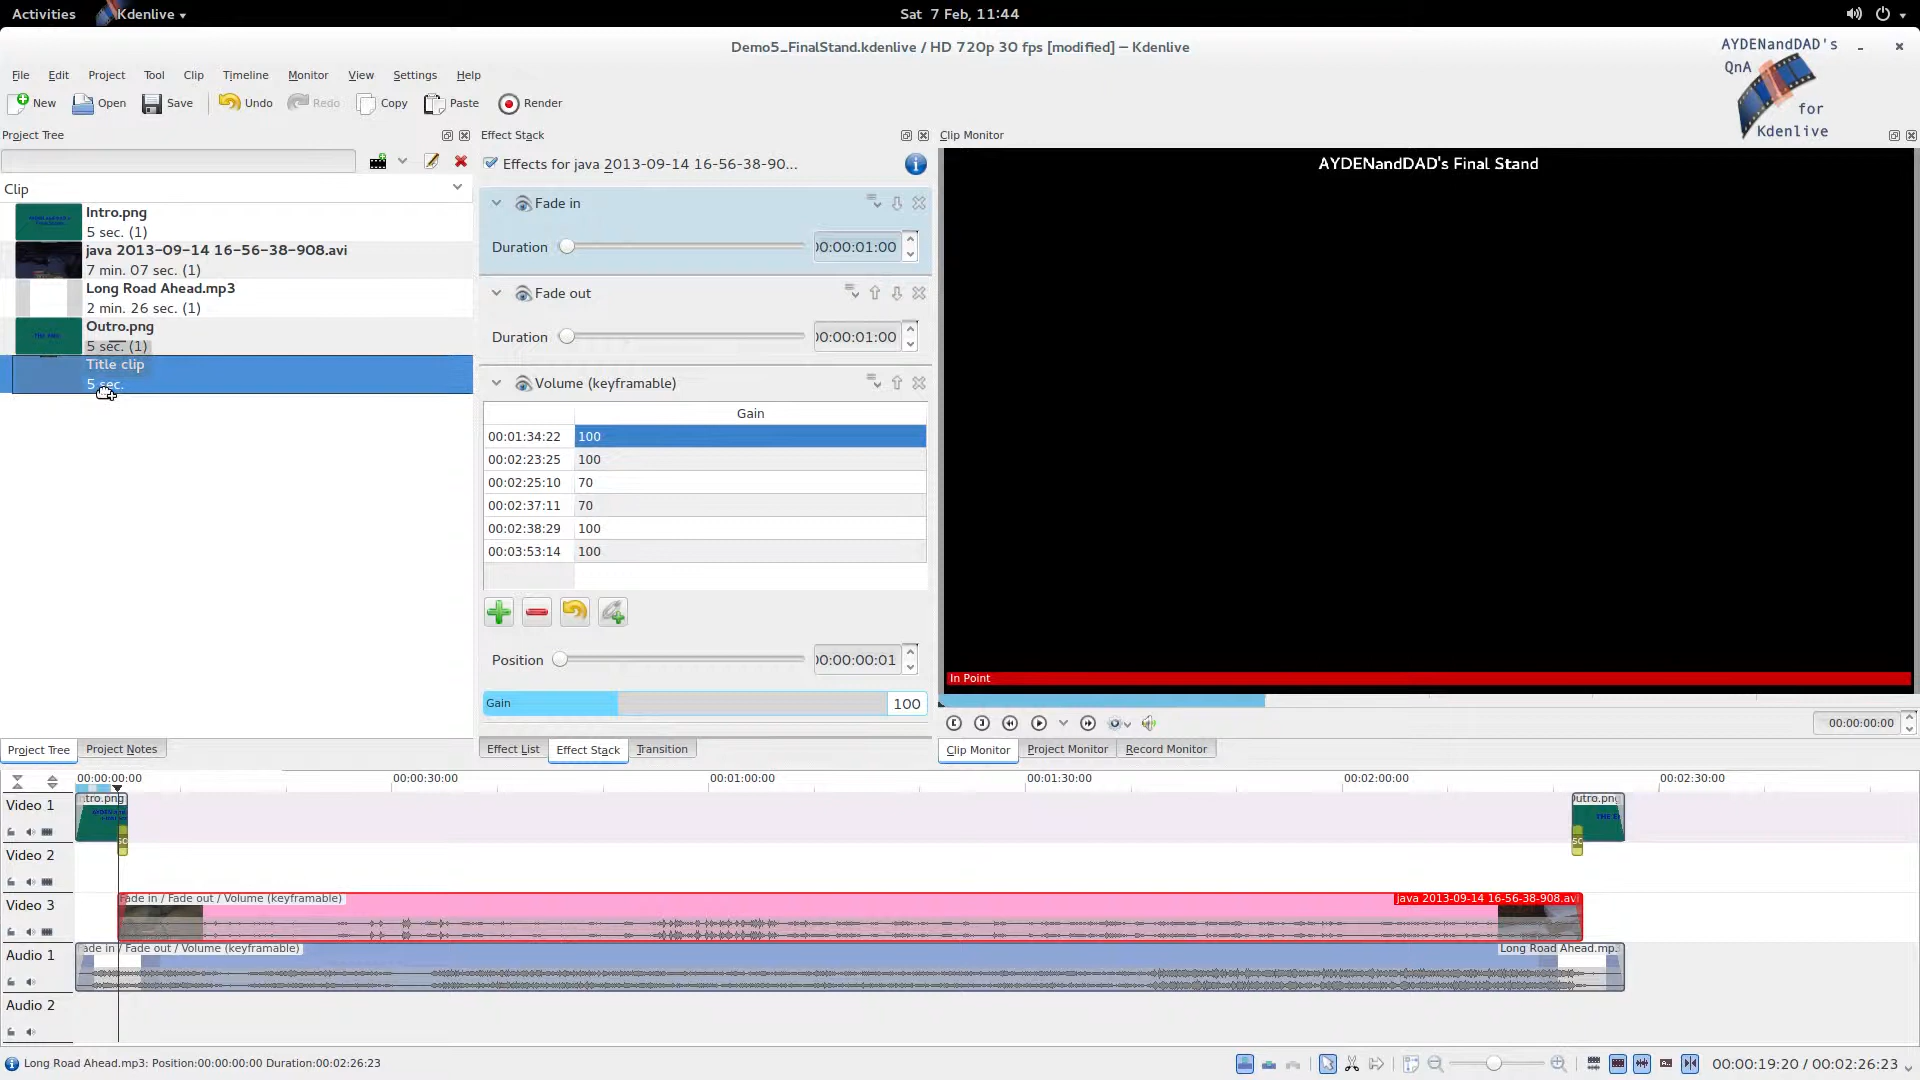 Activities
Kdenlive
Sat 7 Feb, 11:44
Demo5_FinalStand.kdenlive / HD 720p 30 fps [modified] — Kdenlive
AYDENandDAD's
QnA
for
Kdenlive
File Edit Project Tool Clip Timeline Monitor View Settings Help
New Open Save Undo Redo Copy Paste Render
Project Tree
Effect Stack
Clip Monitor
Effects for java 2013-09-14 16-56-38-90...
Clip
Intro.png
5 sec. (1)
java 2013-09-14 16-56-38-908.avi
7 min. 07 sec. (1)
Long Road Ahead.mp3
2 min. 26 sec. (1)
Outro.png
5 sec. (1)
Title clip
5 sec.
Fade in
Duration
00:00:01:00
Fade out
Duration
00:00:01:00
Volume (keyframable)
Gain
00:01:34:22 100
00:02:23:25 100
00:02:25:10 70
00:02:37:11 70
00:02:38:29 100
00:03:53:14 100
Position
00:00:00:01
Gain 100
AYDENandDAD's Final Stand
In Point
00:00:00:00
Project Tree Project Notes
Effect List Effect Stack Transition
Clip Monitor Project Monitor Record Monitor
00:00:00:00 00:00:30:00 00:01:00:00 00:01:30:00 00:02:00:00 00:02:30:00
Video 1
tro.png
utro.png
Video 2
Video 3
Fade in / Fade out / Volume (keyframable)
java 2013-09-14 16-56-38-908.avi
Audio 1
ade in / Fade out / Volume (keyframable)
Long Road Ahead.mp
Audio 2
Long Road Ahead.mp3: Position:00:00:00:00 Duration:00:02:26:23
00:00:19:20 / 00:02:26:23